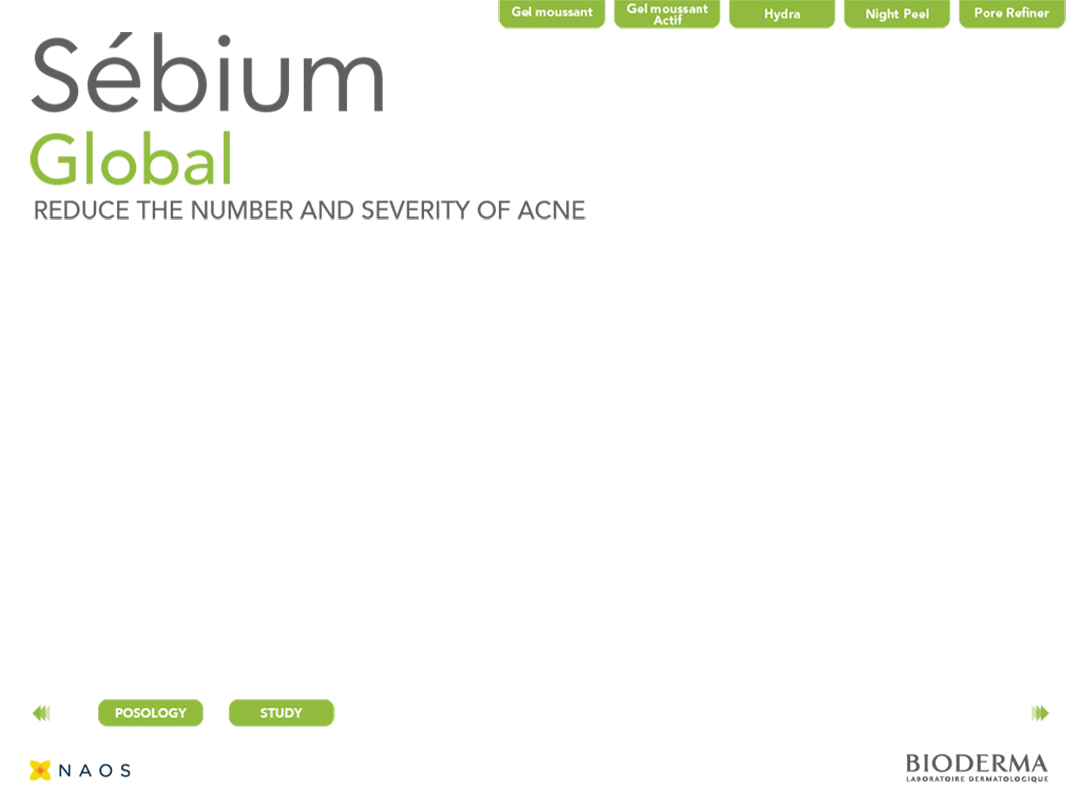 Gel moussant
Gel moussant
Actif
Hydra
Night Peel
Pore Refiner
Sébium
Global
REDUCE THE NUMBER AND SEVERITY OF ACNE
POSOLOGY
STUDY
NAOS
BIODERMA
LABORATOIRE DERMATOLOGIQUE